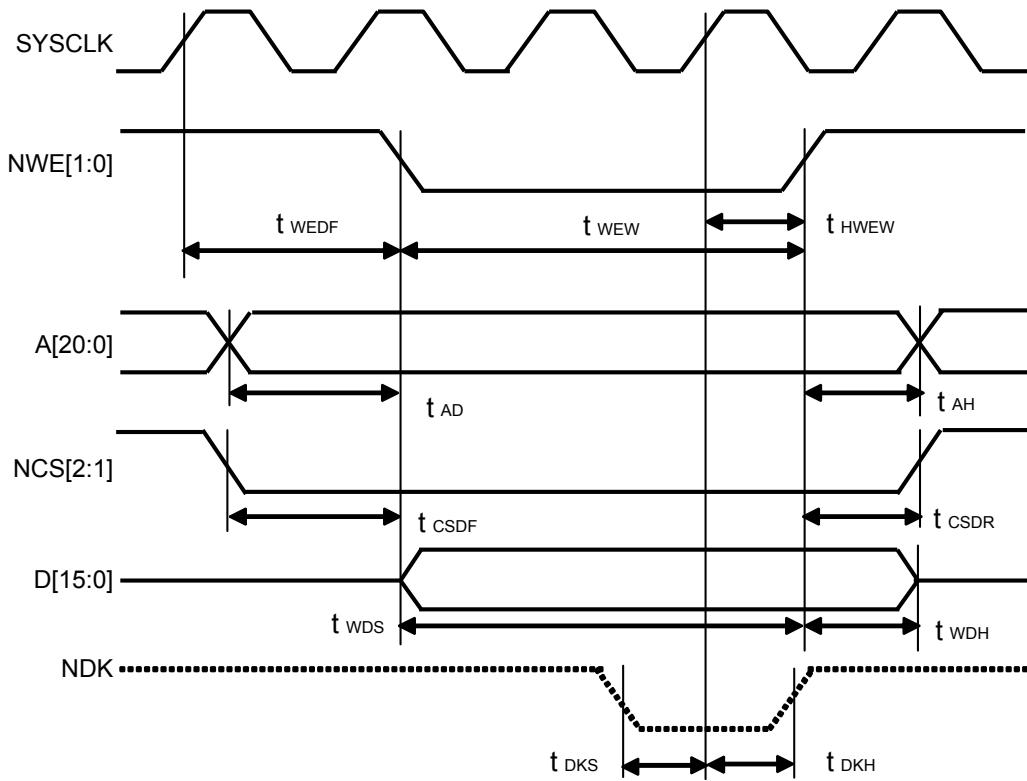 SYSCLK
NWE[1:0]
t WEDF
t WEW
t HWEW
A[20:0]
t AD
t AH
NCS[2:1]
t CSDF
t CSDR
D[15:0]
t WDS
t WDH
NDK
t DKS
t DKH